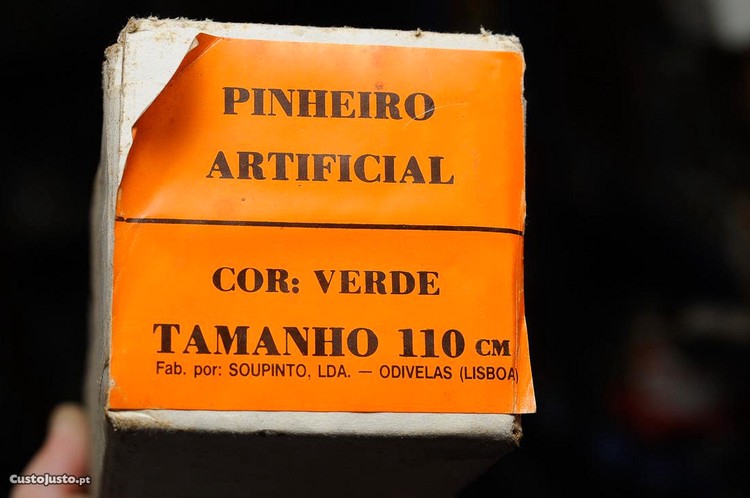 PINHEIRO
ARTIFICIAL
COR: VERDE
TAMANHO 110 CM
Fab. por: SOUPINTO, LDA. — ODIVELAS (LISBOA)
CustoJusto.pt